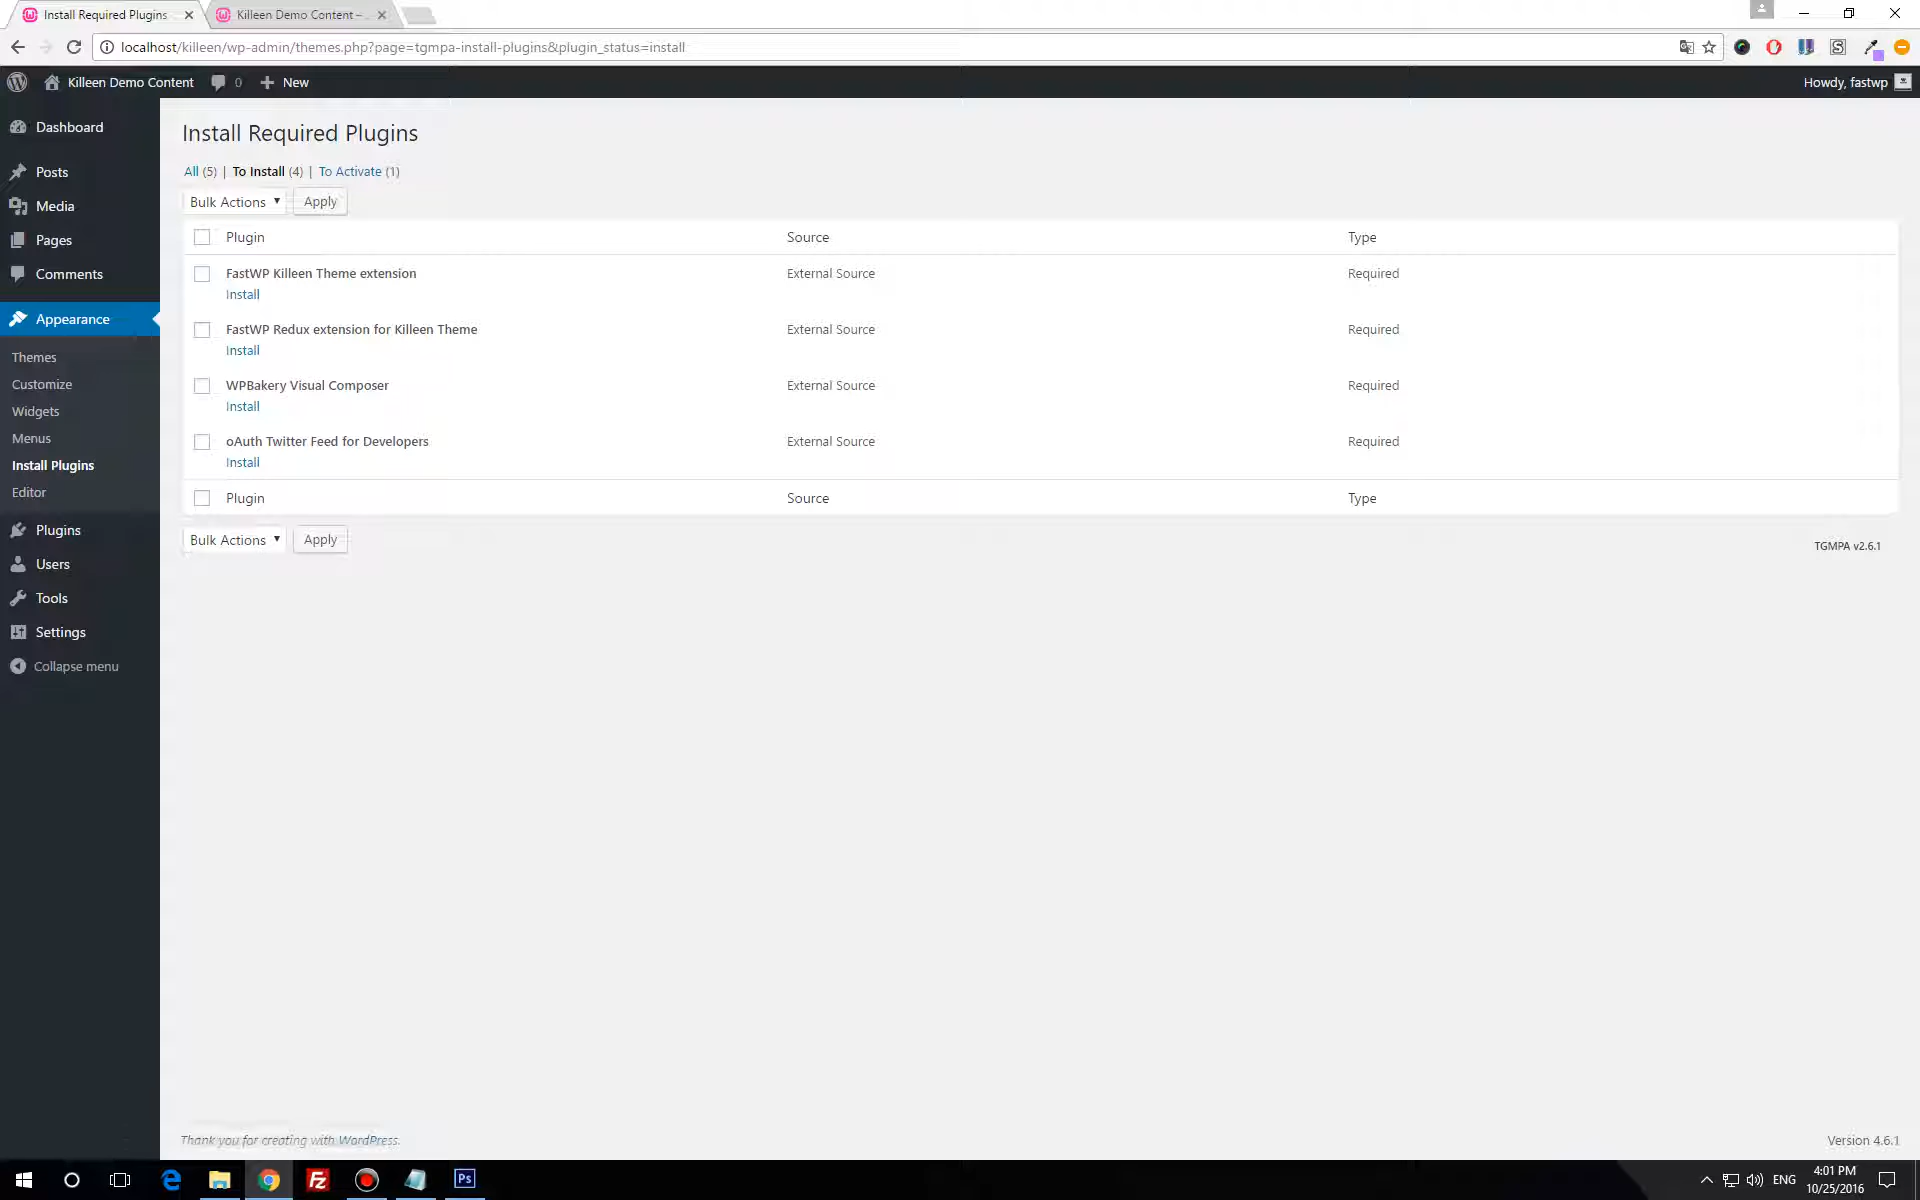 Install Required Plugins
Killeen Demo Content –
localhost/killeen/wp-admin/themes.php?page=tgmpa-install-plugins&plugin_status=install
Killeen Demo Content 0 New Howdy, fastwp
Dashboard
Posts
Media
Pages
Comments
Appearance
Themes
Customize
Widgets
Menus
Install Plugins
Editor
Plugins
Users
Tools
Settings
Collapse menu
Install Required Plugins
All (5) | To Install (4) | To Activate (1)
Bulk Actions Apply
Plugin Source Type
FastWP Killeen Theme extension External Source Required
Install
FastWP Redux extension for Killeen Theme External Source Required
Install
WPBakery Visual Composer External Source Required
Install
oAuth Twitter Feed for Developers External Source Required
Install
Plugin Source Type
Bulk Actions Apply
TGMPA v2.6.1
Thank you for creating with WordPress.
Version 4.6.1
Fz
Ps
ENG
4:01 PM
10/25/2016